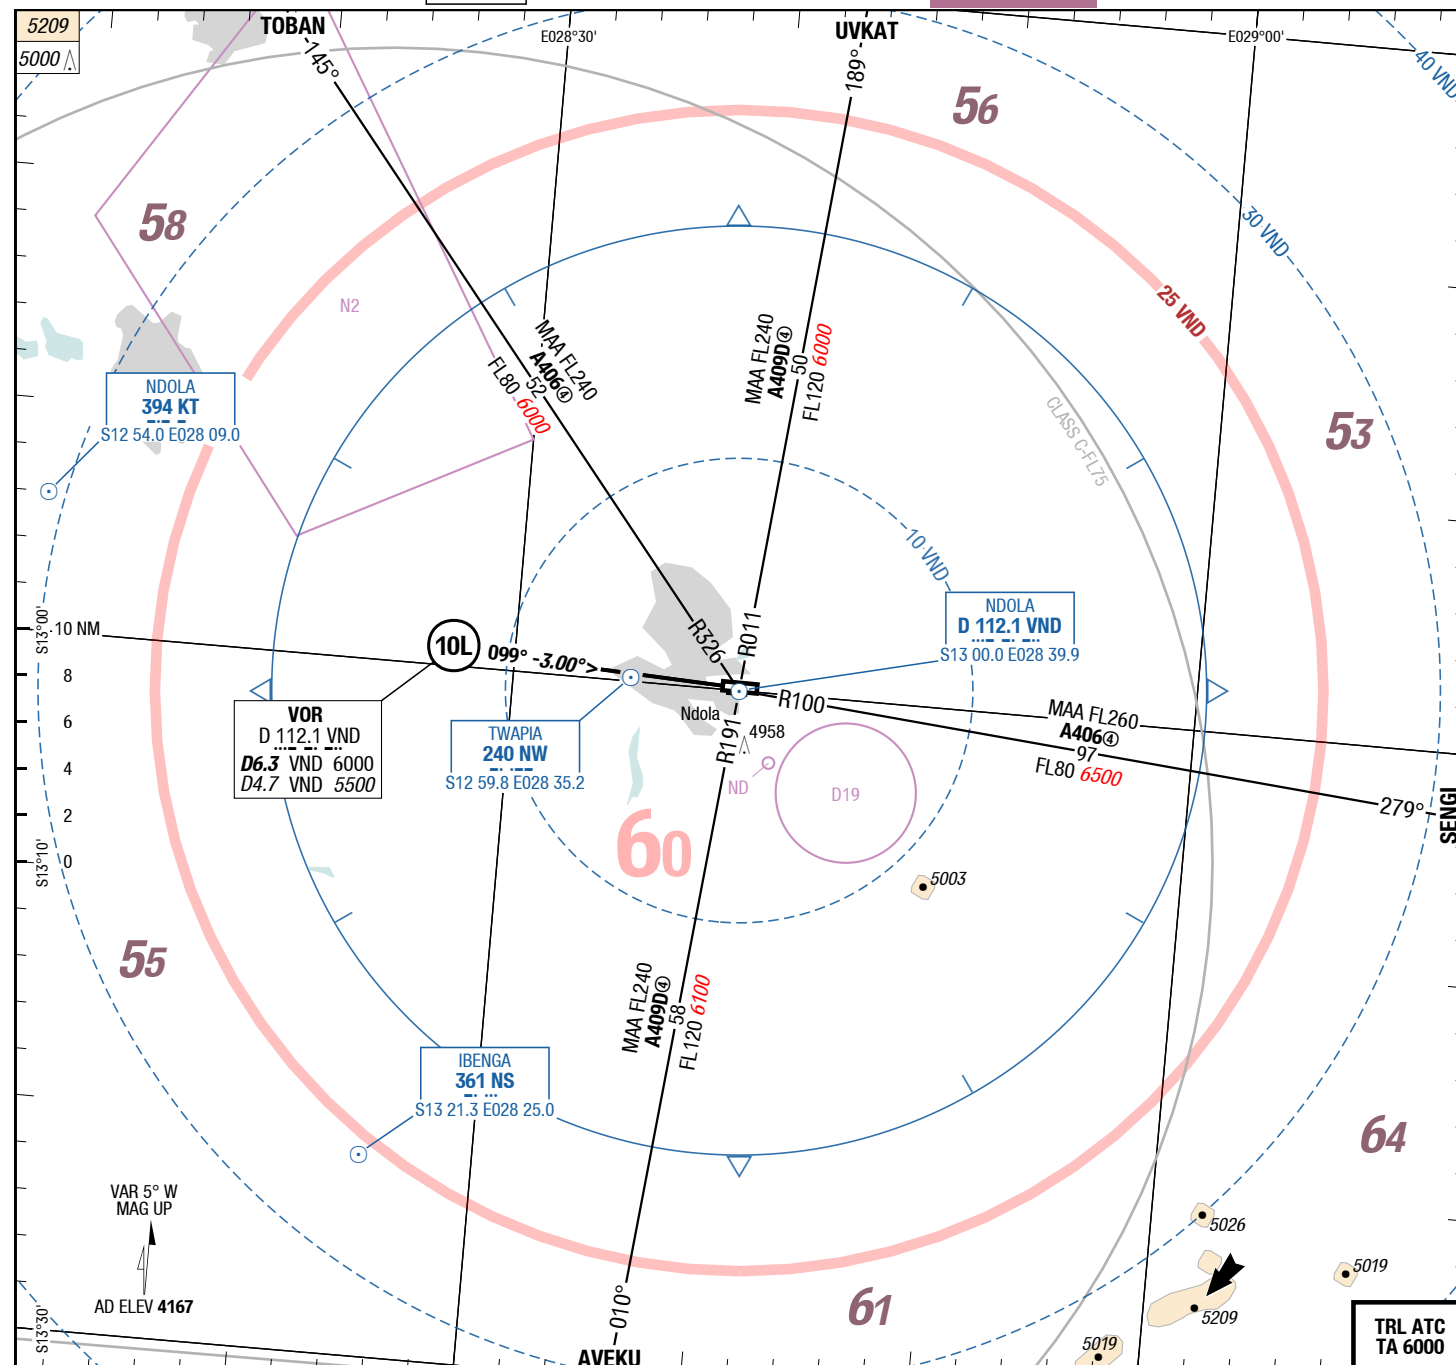 5209
5000
TOBAN
145°
E028°30'
UVKAT
189°
E029°00'
40 VND
56
58
30 VND
25 VND
N2
MAA FL240
A406④
52
FL80 6000
MAA FL240
A409D④
50
FL120 6000
CLASS C-FL75
53
NDOLA
394 KT
S12 54.0 E028 09.0
10 VND
NDOLA
D 112.1 VND
S13 00.0 E028 39.9
S13°00'
10 NM
8
6
4
2
0
10L
099° -3.00°>
R326
R011
R100
R191
VOR
D 112.1 VND
D6.3 VND 6000
D4.7 VND 5500
TWAPIA
240 NW
S12 59.8 E028 35.2
Ndola
4958
ND
D19
MAA FL260
A406④
97
FL80 6500
279°
SENGI
S13°10'
60
5003
55
MAA FL240
A409D④
58
FL120 6100
IBENGA
361 NS
S13 21.3 E028 25.0
64
VAR 5° W
MAG UP
AD ELEV 4167
5026
5019
5209
5019
61
010°
AVEKU
S13°30'
TRL ATC
TA 6000